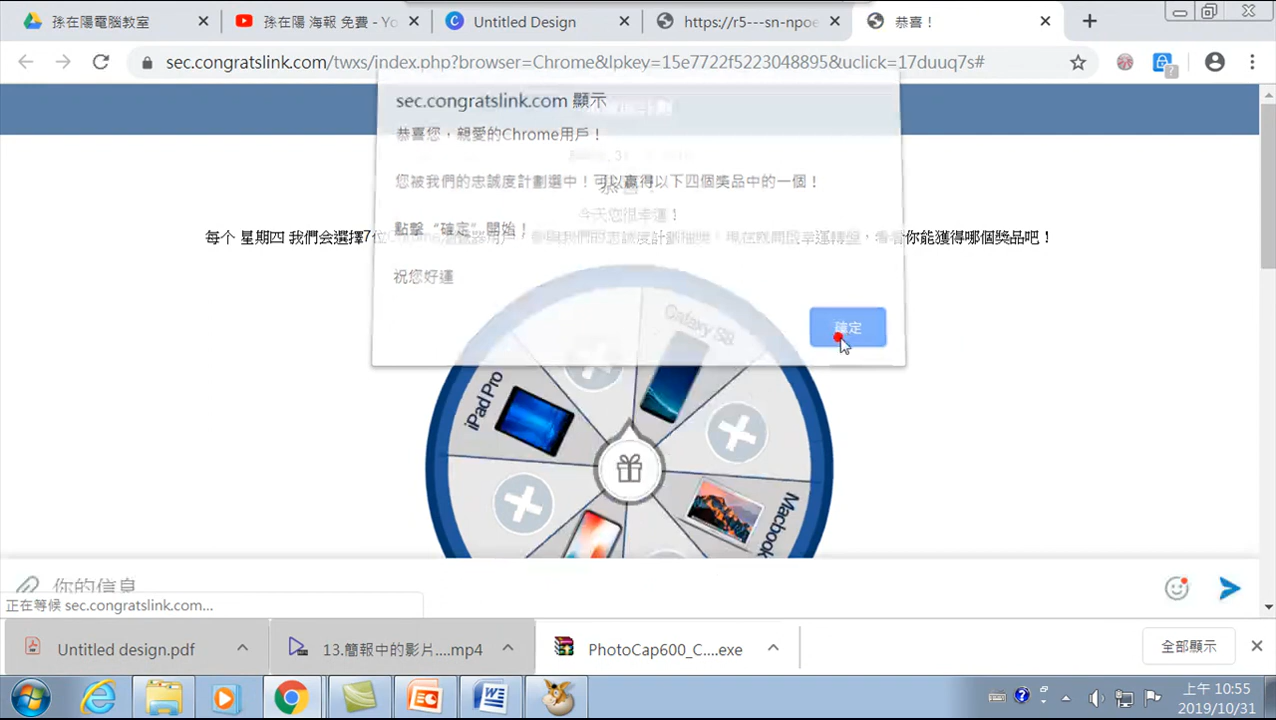 孫在陽電腦教室
孫在陽 海報 免費 - Yo
Untitled Design
https://r5---sn-npoe
恭喜！
sec.congratslink.com/twxs/index.php?browser=Chrome&lpkey=15e7722f5223048895&uclick=17duuq7s#
sec.congratslink.com 顯示
恭喜您，親愛的Chrome用戶！
您被我們的忠誠度計劃選中！可以贏得以下四個獎品中的一個！
今天您很幸運！
點擊 “確定” 開始！
每个 星期四 我們会選擇7位
你能獲得哪個獎品吧！
祝您好運
確定
Galaxy S8
iPad Pro
Macbook
你的信息
正在等候 sec.congratslink.com...
Untitled design.pdf
13.簡報中的影片....mp4
PhotoCap600_C....exe
全部顯示
上午 10:55
2019/10/31